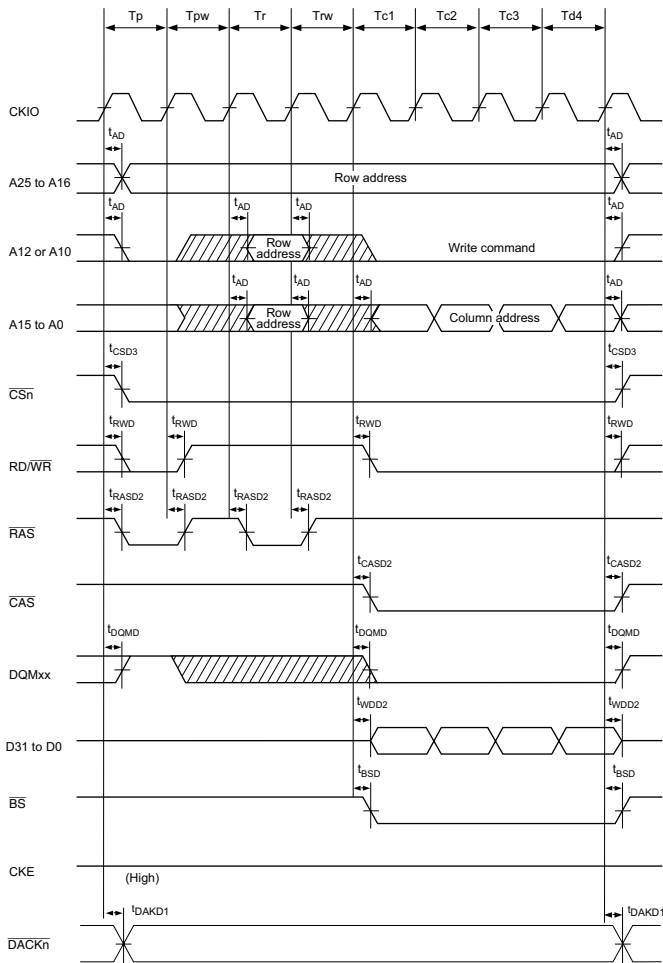 Tp Tpw Tr Trw Tc1 Tc2 Tc3 Td4
CKIO
tAD tAD
A25 to A16 Row address
tAD tAD tAD tAD
A12 or A10 Row address Write command
tAD tAD tAD tAD
A15 to A0 Row address Column address
tCSD3 tCSD3
CSn
tRWD tRWD tRWD tRWD
RD/WR
tRASD2 tRASD2 tRASD2 tRASD2
RAS
tCASD2 tCASD2
CAS
tDQMD tDQMD tDQMD
DQMxx
tWDD2 tWDD2
D31 to D0
tBSD tBSD
BS
CKE
(High)
tDAKD1 tDAKD1
DACKn